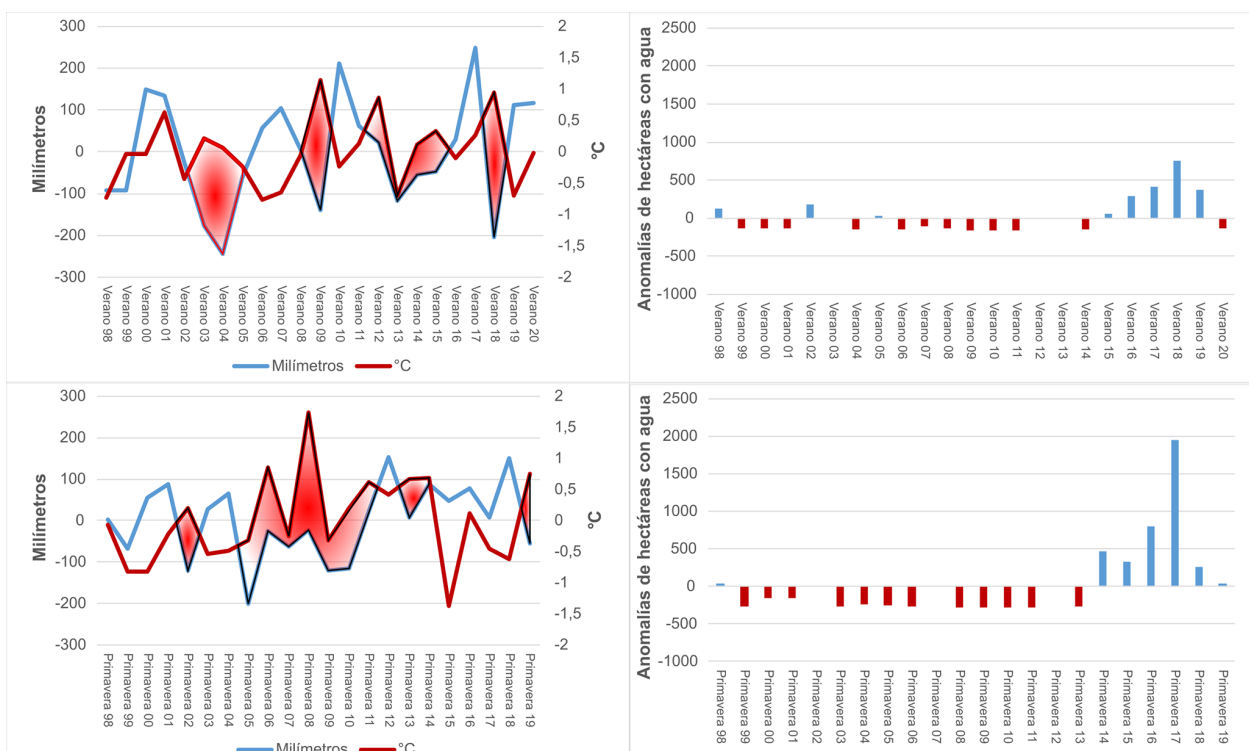 300
200
100
0
-100
-200
-300
Milímetros
2
1,5
1
0,5
0
-0,5
-1
-1,5
-2
°C
Verano 98
Verano 99
Verano 00
Verano 01
Verano 02
Verano 03
Verano 04
Verano 05
Verano 06
Verano 07
Verano 08
Verano 09
Verano 10
Verano 11
Verano 12
Verano 13
Verano 14
Verano 15
Verano 16
Verano 17
Verano 18
Verano 19
Verano 20
Milímetros °C
Anomalías de hectáreas con agua
2500
2000
1500
1000
500
0
-500
-1000
Verano 98
Verano 99
Verano 00
Verano 01
Verano 02
Verano 03
Verano 04
Verano 05
Verano 06
Verano 07
Verano 08
Verano 09
Verano 10
Verano 11
Verano 12
Verano 13
Verano 14
Verano 15
Verano 16
Verano 17
Verano 18
Verano 19
Verano 20
300
200
100
0
-100
-200
-300
Milímetros
2
1,5
1
0,5
0
-0,5
-1
-1,5
-2
°C
Primavera 98
Primavera 99
Primavera 00
Primavera 01
Primavera 02
Primavera 03
Primavera 04
Primavera 05
Primavera 06
Primavera 07
Primavera 08
Primavera 09
Primavera 10
Primavera 11
Primavera 12
Primavera 13
Primavera 14
Primavera 15
Primavera 16
Primavera 17
Primavera 18
Primavera 19
Milímetros °C
Anomalías de hectáreas con agua
2500
2000
1500
1000
500
0
-500
-1000
Primavera 98
Primavera 99
Primavera 00
Primavera 01
Primavera 02
Primavera 03
Primavera 04
Primavera 05
Primavera 06
Primavera 07
Primavera 08
Primavera 09
Primavera 10
Primavera 11
Primavera 12
Primavera 13
Primavera 14
Primavera 15
Primavera 16
Primavera 17
Primavera 18
Primavera 19